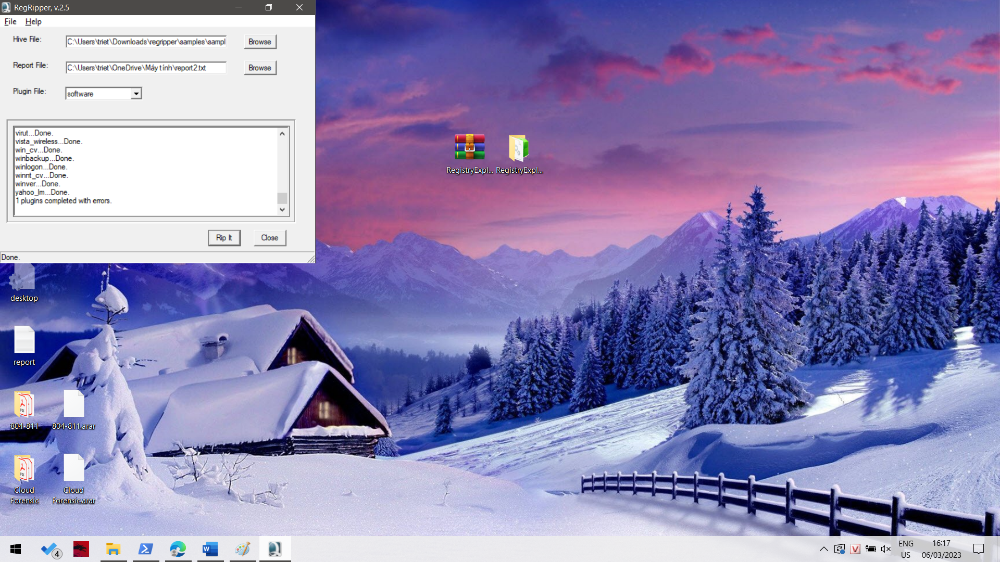 RegRipper, v.2.5
File Help
Hive File:
C:\Users\triet\Downloads\regripper\samples\sampl
Browse
Report File:
C:\Users\triet\OneDrive\Máy tính\report2.txt
Browse
Plugin File:
software
virut...Done.
vista_wireless...Done.
win_cv...Done.
winbackup...Done.
winlogon...Done.
winnt_cv...Done.
winver...Done.
yahoo_lm...Done.
1 plugins completed with errors.
Rip It
Close
Done.
RegistryExpl...
RegistryExpl...
desktop
report
804-811
804-811.arar
Cloud
Forensic
Cloud
Forensic.arar
4
ENG
US
16:17
06/03/2023